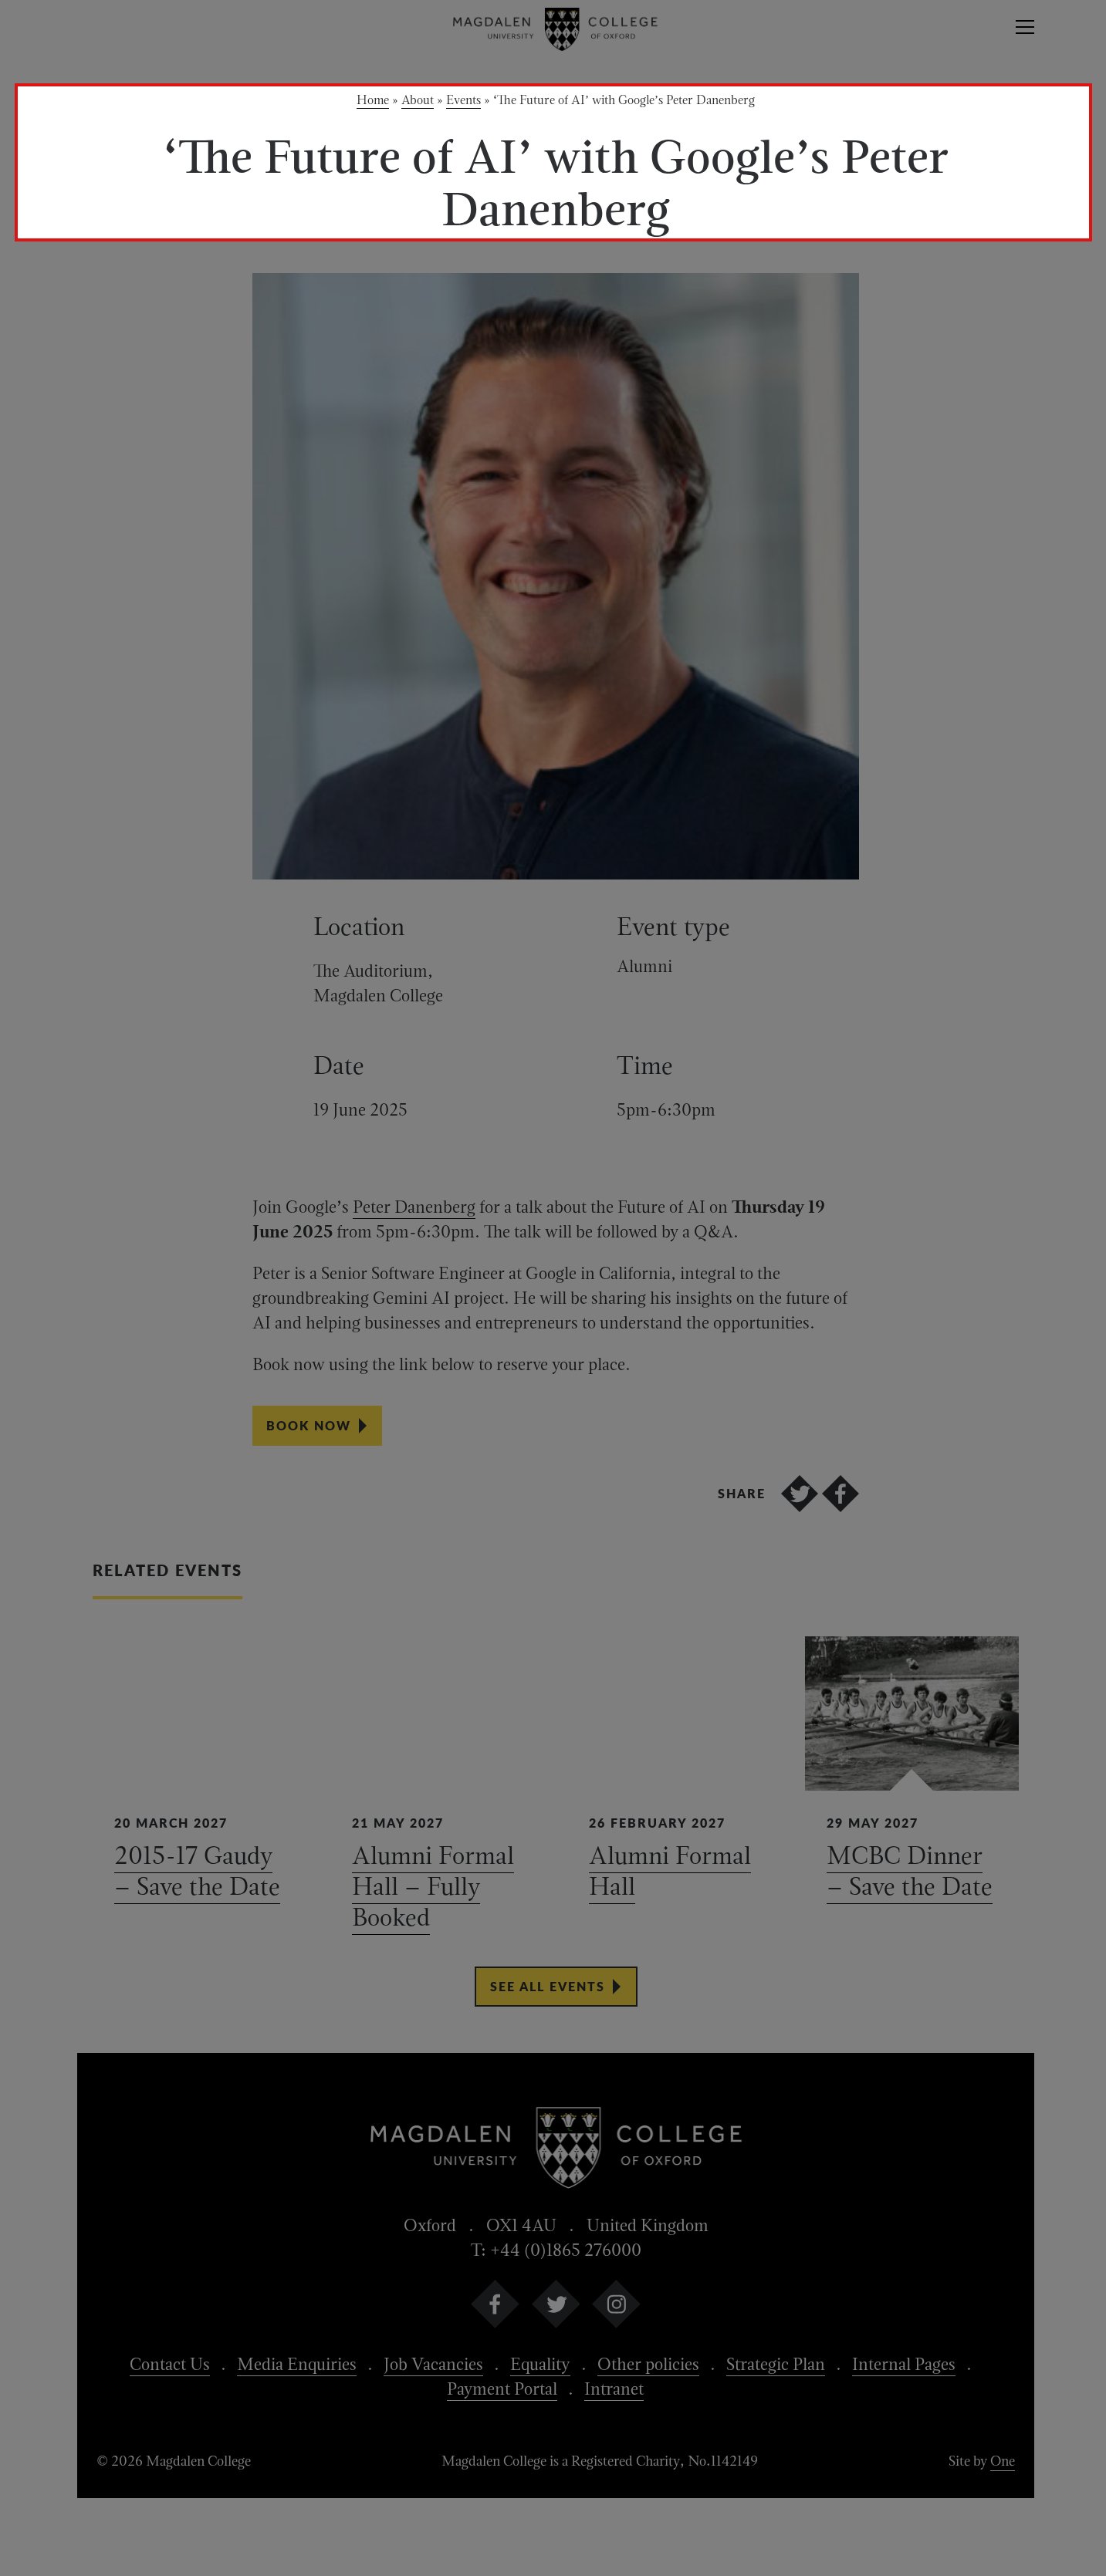 MAGDALEN COLLEGE
UNIVERSITY OF OXFORD
Home » About » Events » ‘The Future of AI’ with Google’s Peter Danenberg
‘The Future of AI’ with Google’s Peter
Danenberg
Location
The Auditorium,
Magdalen College
Event type
Alumni
Date
19 June 2025
Time
5pm-6:30pm
Join Google’s Peter Danenberg for a talk about the Future of AI on Thursday 19
June 2025 from 5pm-6:30pm. The talk will be followed by a Q&A.
Peter is a Senior Software Engineer at Google in California, integral to the
groundbreaking Gemini AI project. He will be sharing his insights on the future of
AI and helping businesses and entrepreneurs to understand the opportunities.
Book now using the link below to reserve your place.
BOOK NOW
SHARE
RELATED EVENTS
20 MARCH 2027
2015-17 Gaudy
– Save the Date
21 MAY 2027
Alumni Formal
Hall – Fully
Booked
26 FEBRUARY 2027
Alumni Formal
Hall
29 MAY 2027
MCBC Dinner
– Save the Date
SEE ALL EVENTS
MAGDALEN COLLEGE
UNIVERSITY OF OXFORD
Oxford . OX1 4AU . United Kingdom
T: +44 (0)1865 276000
Contact Us . Media Enquiries . Job Vacancies . Equality . Other policies . Strategic Plan . Internal Pages .
Payment Portal . Intranet
© 2026 Magdalen College Magdalen College is a Registered Charity, No.1142149 Site by One